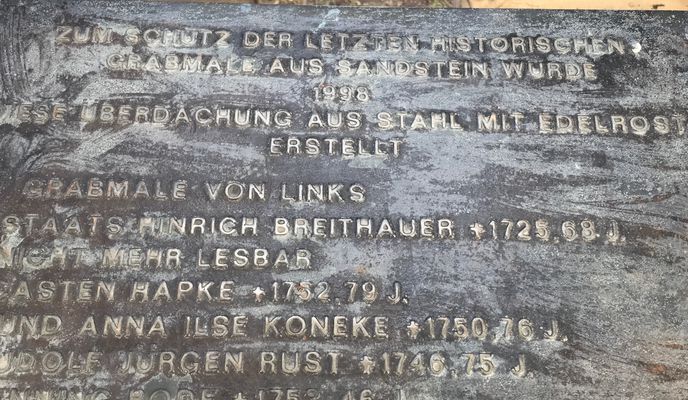 ZUM SCHUTZ DER LETZTEN HISTORISCHEN
GRABMALE AUS SANDSTEIN WURDE
1998
DIESE ÜBERDACHUNG AUS STAHL MIT EDELROST
ERSTELLT
GRABMALE VON LINKS
STAATS HINRICH BREITHAUER *1725,68 J.
NICHT MEHR LESBAR
CASTEN HAPKE *1752,79 J.
UND ANNA ILSE KONEKE *1750,76 J.
RUDOLF JÜRGEN RUST *1746,75 J.